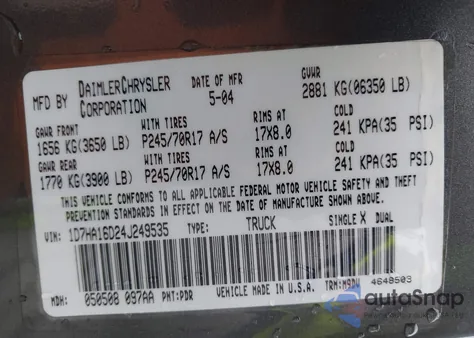 MFD BY DAIMLERCHRYSLER CORPORATION DATE OF MFR 5-04 GVWR 2881 KG(06350 LB)
GAWR FRONT WITH TIRES RIMS AT COLD
1656 KG(3650 LB) P245/70R17 A/S 17X8.0 241 KPA(35 PSI)
GAWR REAR WITH TIRES RIMS AT COLD
1770 KG(3900 LB) P245/70R17 A/S 17X8.0 241 KPA(35 PSI)
THIS VEHICLE CONFORMS TO ALL APPLICABLE FEDERAL MOTOR VEHICLE SAFETY AND THEFT
PREVENTION STANDARDS IN EFFECT ON THE DATE OF MANUFACTURE SHOWN ABOVE.
VIN: 1D7HA16D24J249535 TYPE: TRUCK SINGLE X DUAL
MDH: 050508 097AA PNT:PDR VEHICLE MADE IN U.S.A. TRM:M9DV 4648503
autoSnap